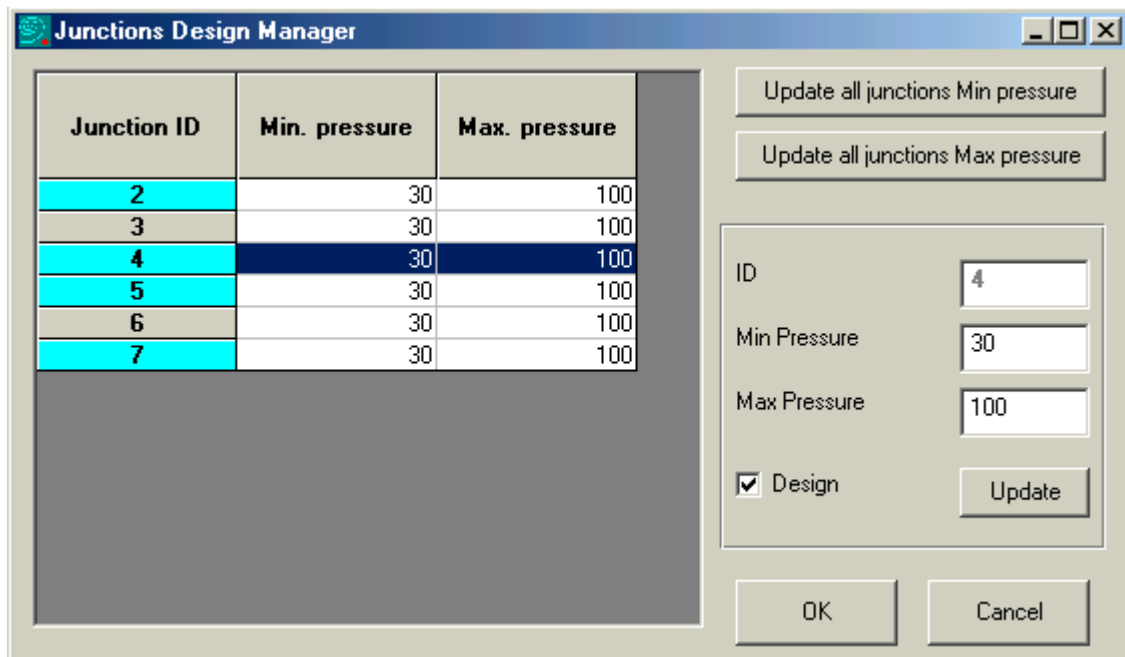 Junctions Design Manager
Junction ID Min. pressure Max. pressure
2 30 100
3 30 100
4 30 100
5 30 100
6 30 100
7 30 100
Update all junctions Min pressure
Update all junctions Max pressure
ID 4
Min Pressure 30
Max Pressure 100
Design Update
OK Cancel